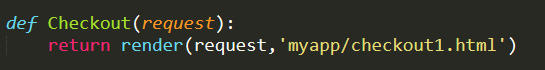 def Checkout(request):
    return render(request,'myapp/checkout1.html')